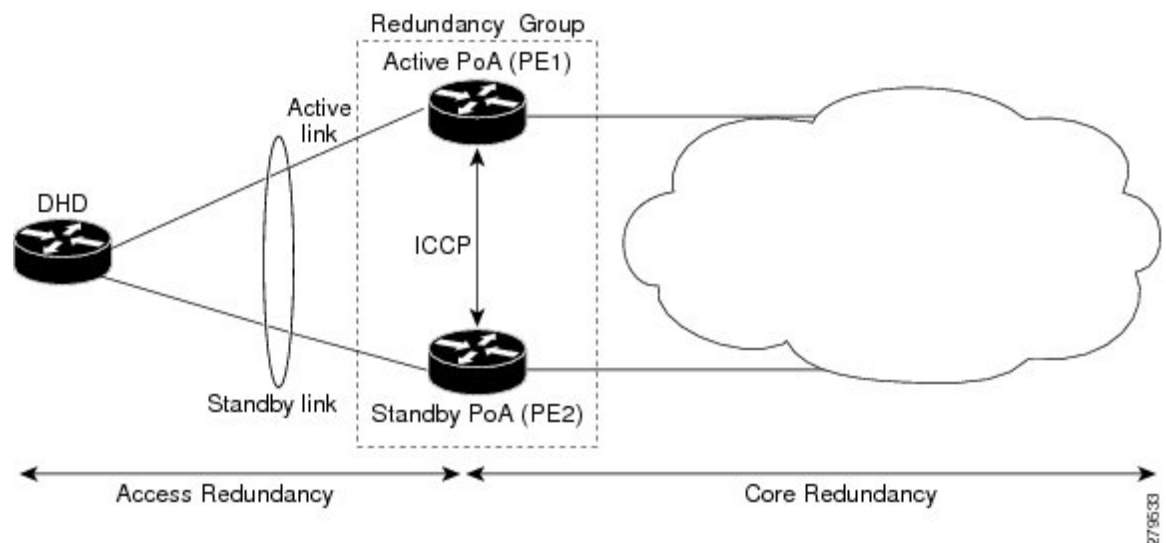 Redundancy Group
Active PoA (PE1)
Active
link
DHD
ICCP
Standby link
Standby PoA (PE2)
Access Redundancy
Core Redundancy
279533